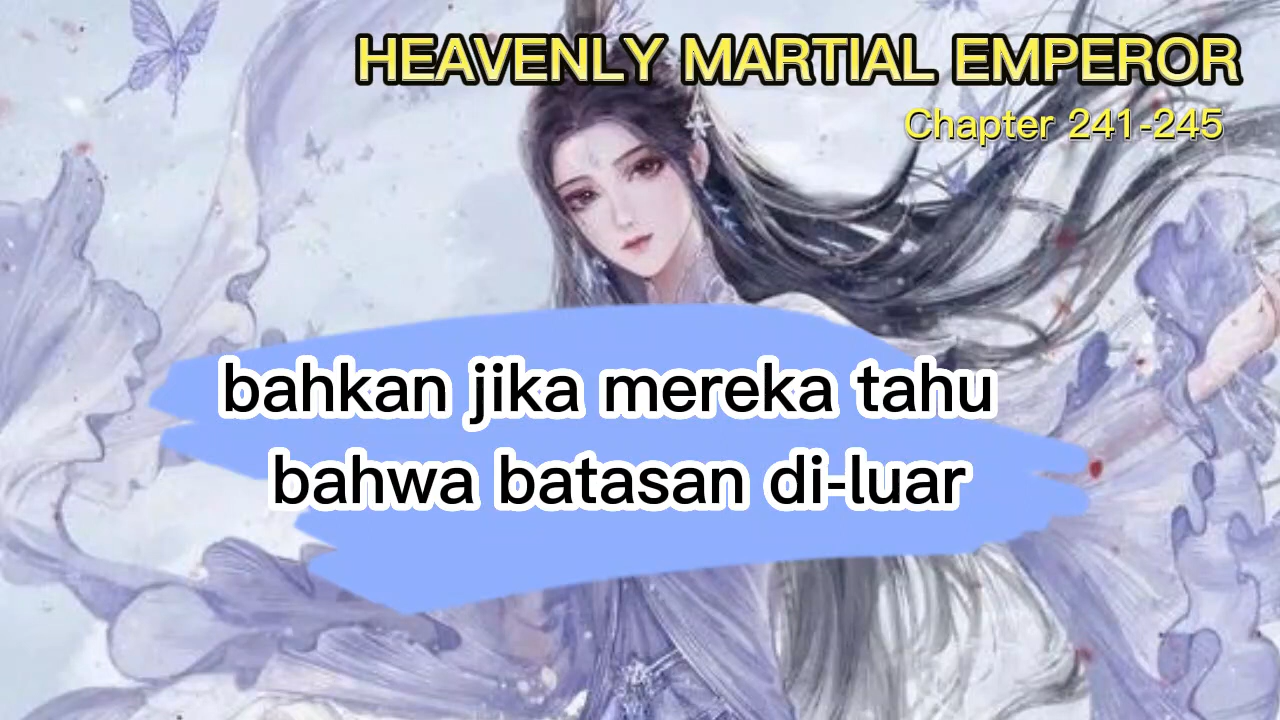 HEAVENLY MARTIAL EMPEROR
Chapter 241-245
bahkan jika mereka tahu
bahwa batasan di-luar